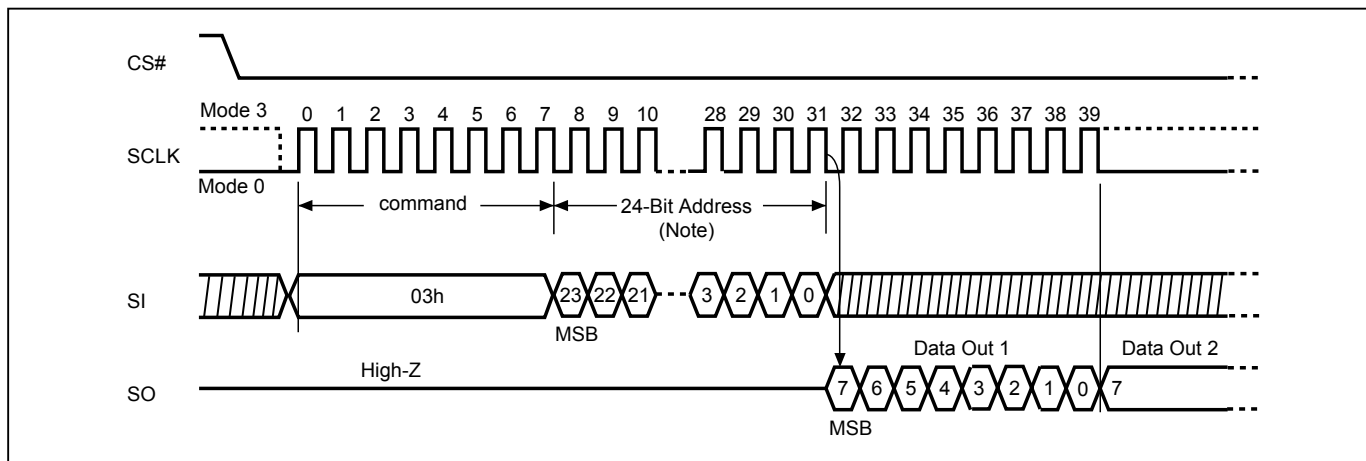 CS#
Mode 3
0 1 2 3 4 5 6 7 8 9 10 28 29 30 31 32 33 34 35 36 37 38 39
SCLK
Mode 0
command
24-Bit Address
(Note)
SI
03h
23 22 21 3 2 1 0
MSB
Data Out 1
Data Out 2
High-Z
SO
7 6 5 4 3 2 1 0 7
MSB